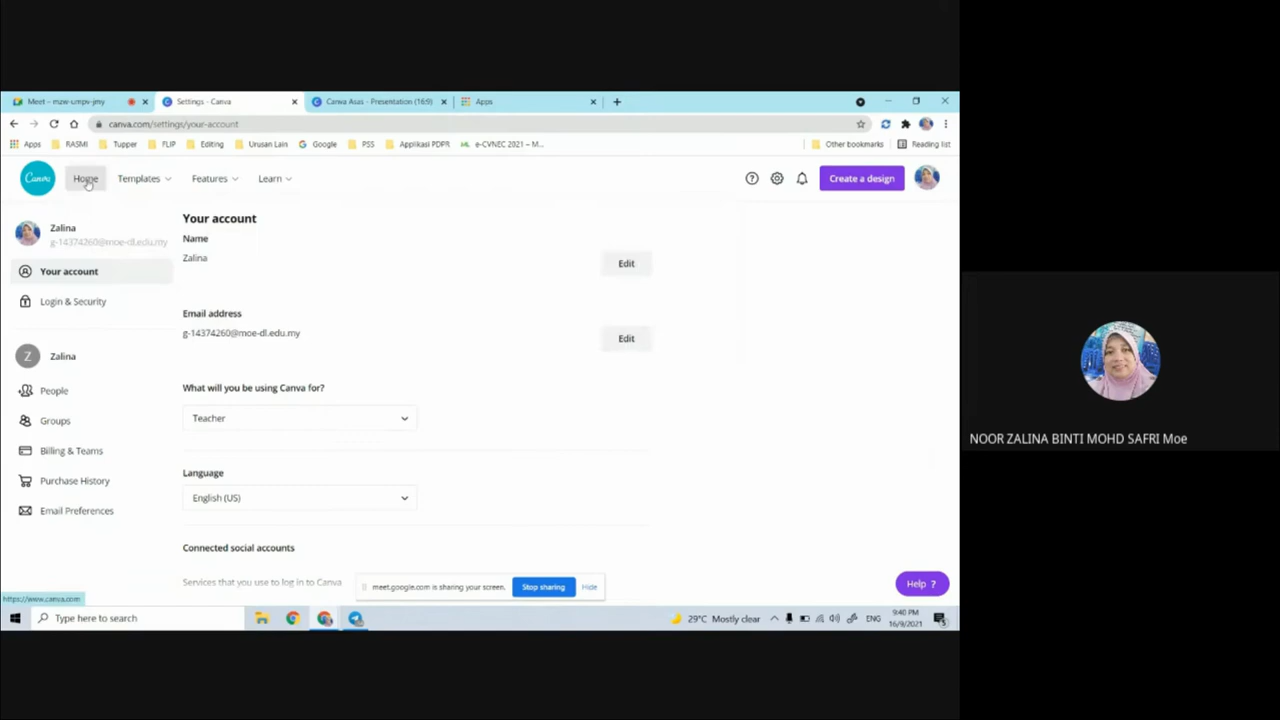 Meet - mzw-umps-jmy
Settings - Canva
Canva Asas - Presentation (16:9)
Apps
canva.com/settings/your-account
Apps
RASMI
Tupper
FLIP
Editing
Urusan Lain
Google
PSS
Applikasi PDPR
e-CVNEC 2021 – M...
Other bookmarks
Reading list
Canva
Home
Templates
Features
Learn
Create a design
Zalina
g-14374260@moe-dl.edu.my
Your account
Login & Security
Z
Zalina
People
Groups
Billing & Teams
Purchase History
Email Preferences
Your account
Name
Zalina
Edit
Email address
g-14374260@moe-dl.edu.my
Edit
What will you be using Canva for?
Teacher
Language
English (US)
Connected social accounts
Services that you use to log in to Canva
meet.google.com is sharing your screen.
Stop sharing
Hide
Help ?
https://www.canva.com
Type here to search
29°C Mostly clear
ENG
9:40 PM
16/9/2021
NOOR ZALINA BINTI MOHD SAFRI Moe